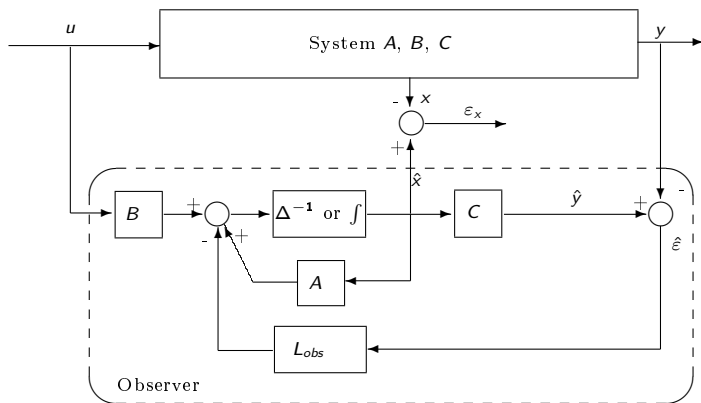 u
System A, B, C
y
- x
ε_x
+
x̂
-
B
+
Δ⁻¹ or ∫
C
ŷ
+
- +
ε̂
A
L_obs
Observer